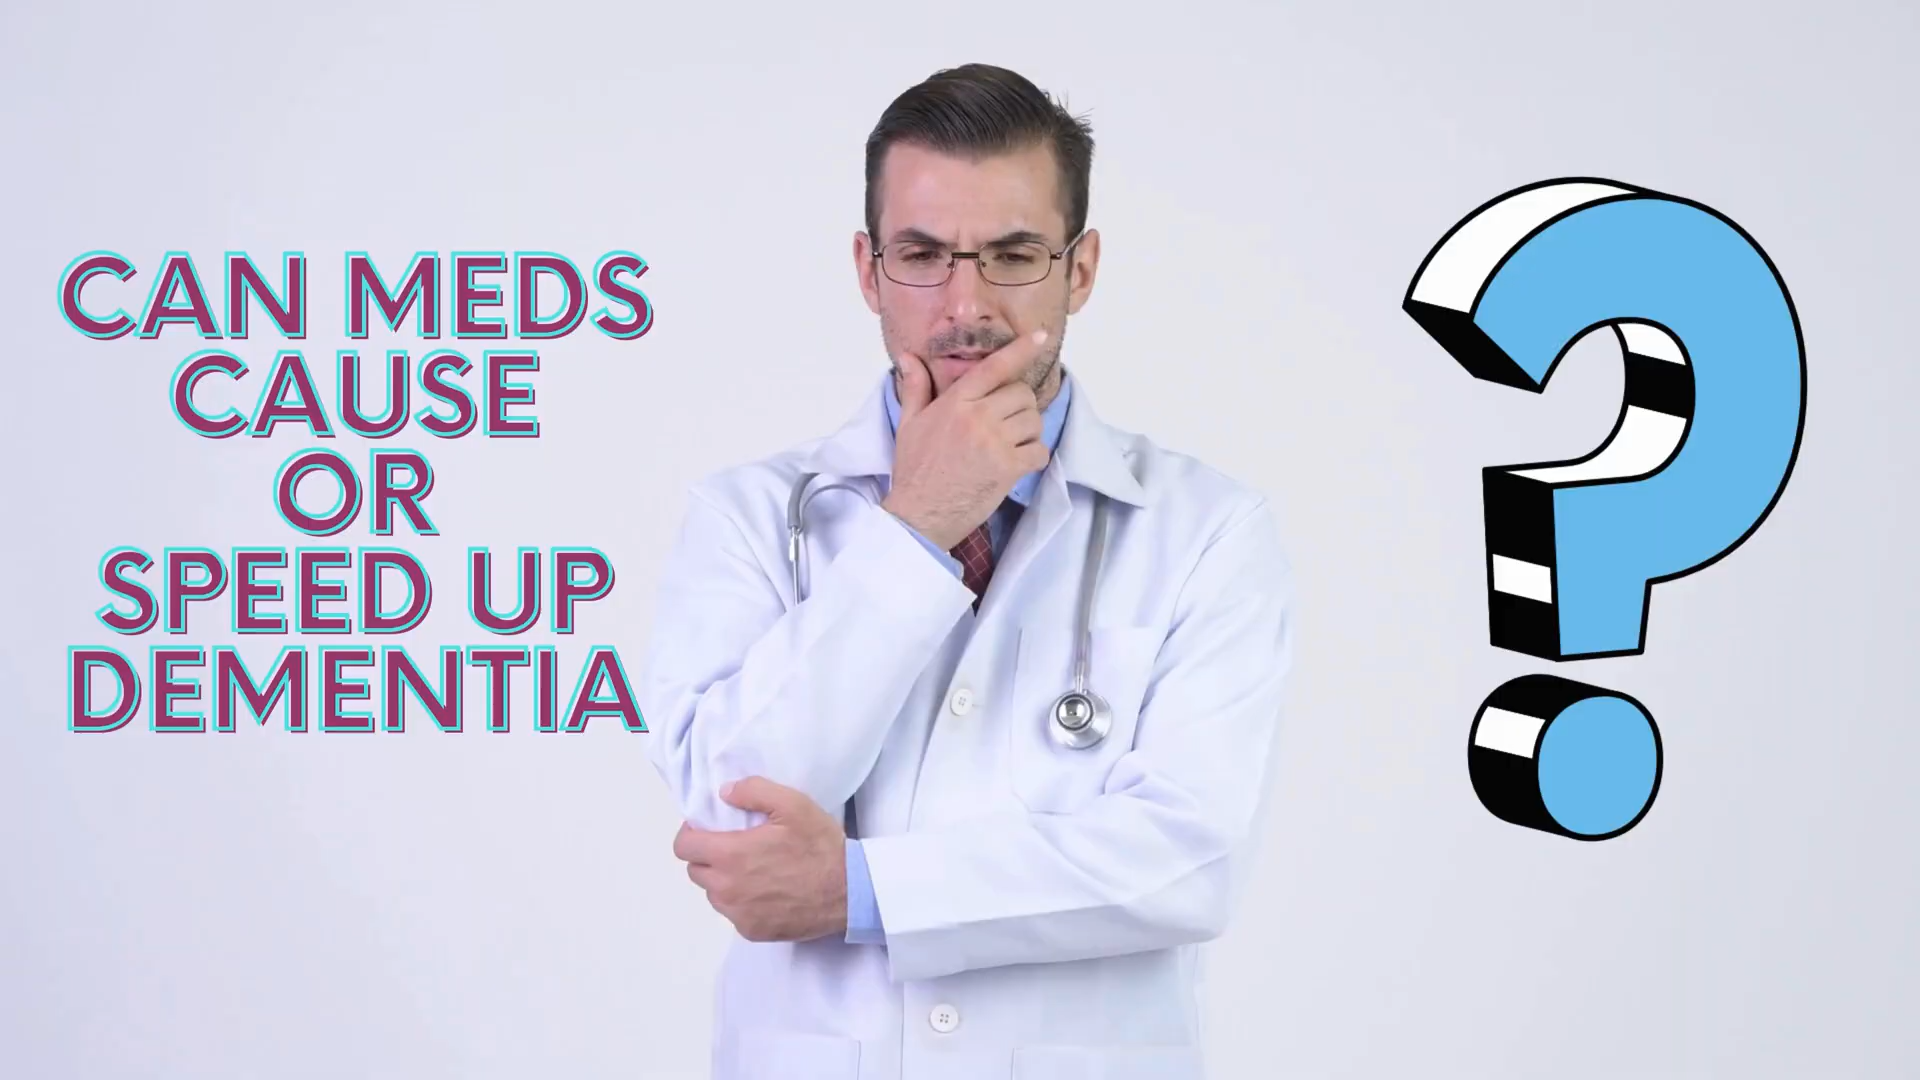 CAN MEDS
CAUSE
OR
SPEED UP
DEMENTIA
?